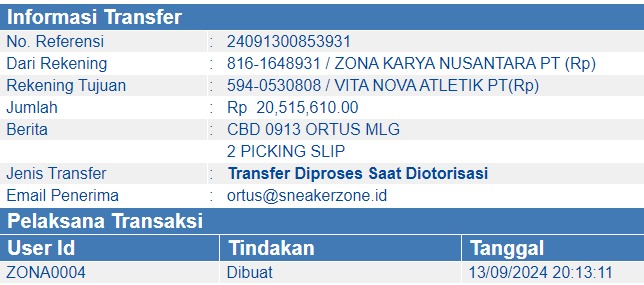 Informasi Transfer
No. Referensi : 24091300853931
Dari Rekening : 816-1648931 / ZONA KARYA NUSANTARA PT (Rp)
Rekening Tujuan : 594-0530808 / VITA NOVA ATLETIK PT(Rp)
Jumlah : Rp 20,515,610.00
Berita : CBD 0913 ORTUS MLG
2 PICKING SLIP
Jenis Transfer : Transfer Diproses Saat Diotorisasi
Email Penerima : ortus@sneakerzone.id
Pelaksana Transaksi
User Id Tindakan Tanggal
ZONA0004 Dibuat 13/09/2024 20:13:11